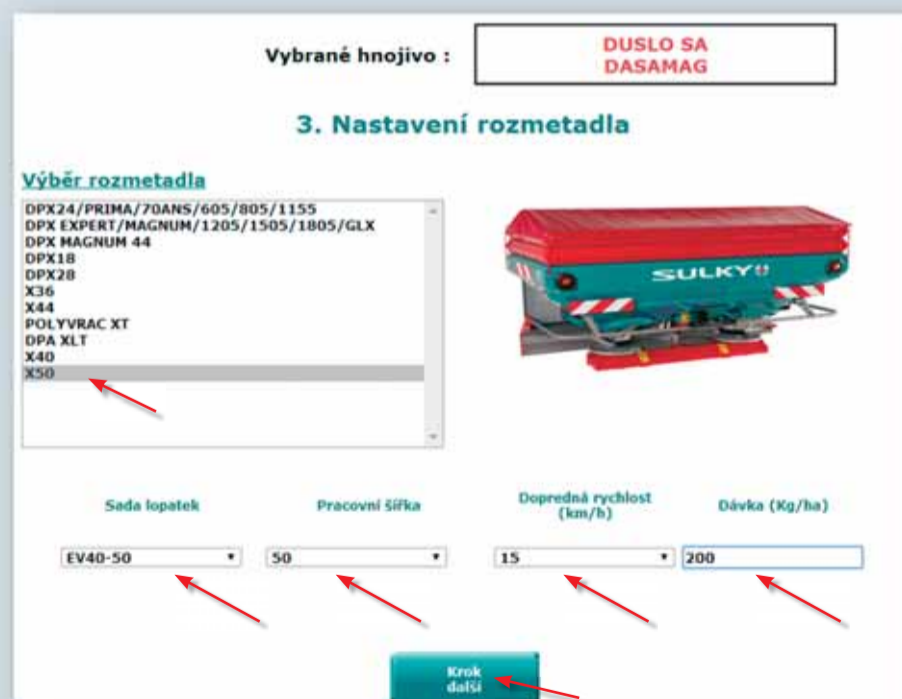 Vybrané hnojivo :
DUSLO SA
DASAMAG
3. Nastavení rozmetadla
Výběr rozmetadla
DPX24/PRIMA/70ANS/605/805/1155
DPX EXPERT/MAGNUM/1205/1505/1805/GLX
DPX MAGNUM 44
DPX18
DPX28
X36
X44
POLYVRAC XT
DPA XLT
X40
X50
SULKY
Sada lopatek
Pracovní šířka
Dopredná rychlost
(km/h)
Dávka (Kg/ha)
EV40-50
50
15
200
Krok
další